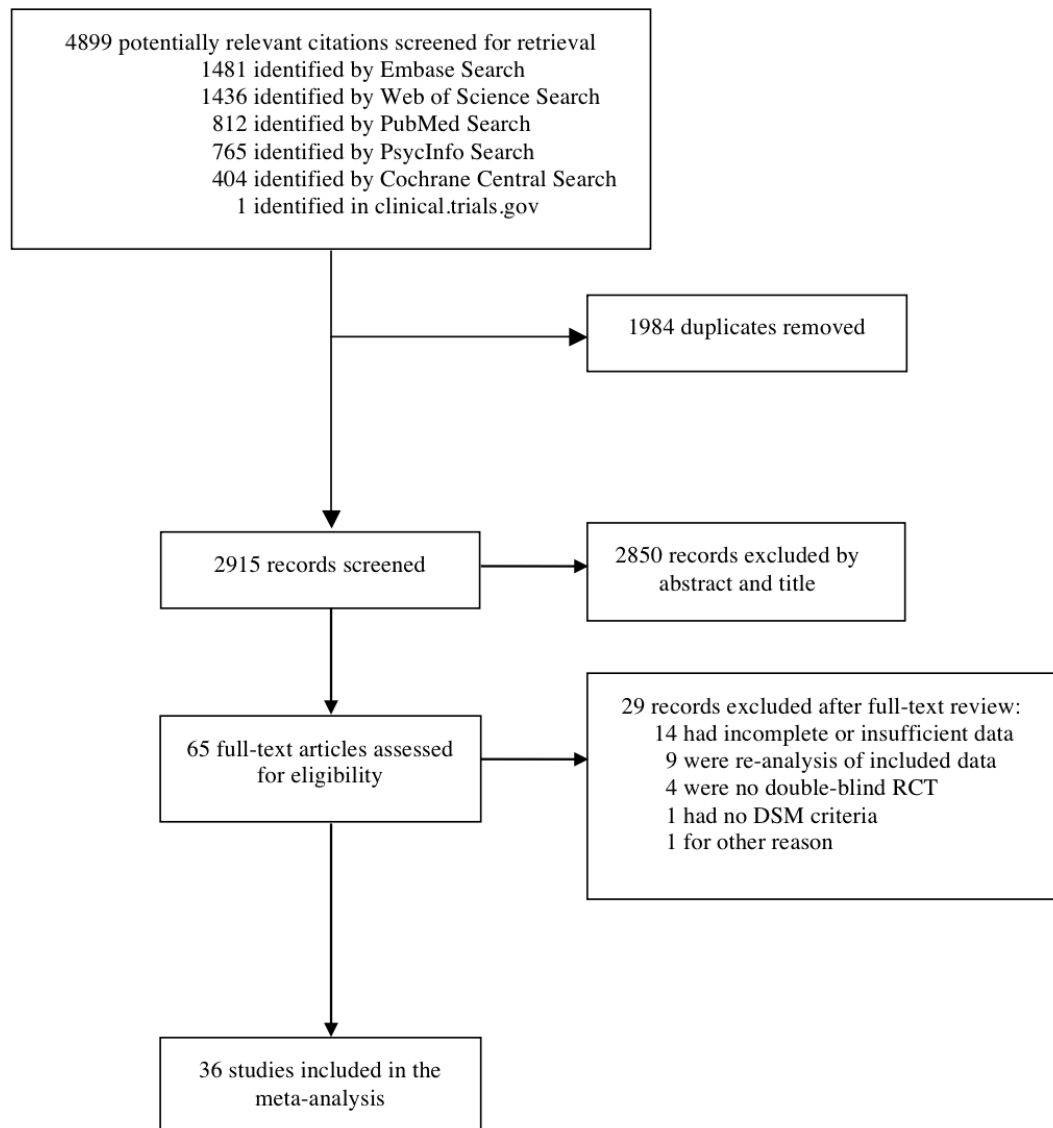 4899 potentially relevant citations screened for retrieval
1481 identified by Embase Search
1436 identified by Web of Science Search
812 identified by PubMed Search
765 identified by PsycInfo Search
404 identified by Cochrane Central Search
1 identified in clinical.trials.gov
1984 duplicates removed
2915 records screened
2850 records excluded by
abstract and title
65 full-text articles assessed
for eligibility
29 records excluded after full-text review:
14 had incomplete or insufficient data
9 were re-analysis of included data
4 were no double-blind RCT
1 had no DSM criteria
1 for other reason
36 studies included in the
meta-analysis